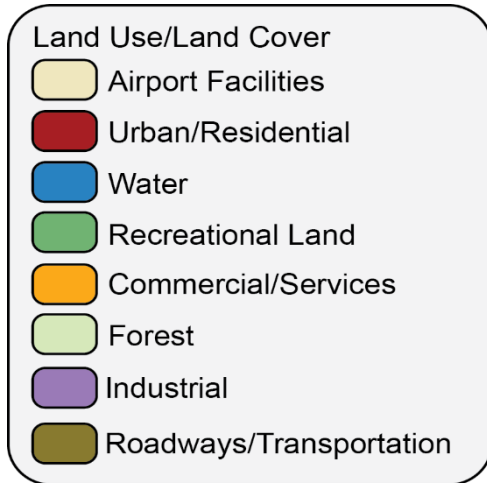 Land Use/Land Cover
Airport Facilities
Urban/Residential
Water
Recreational Land
Commercial/Services
Forest
Industrial
Roadways/Transportation